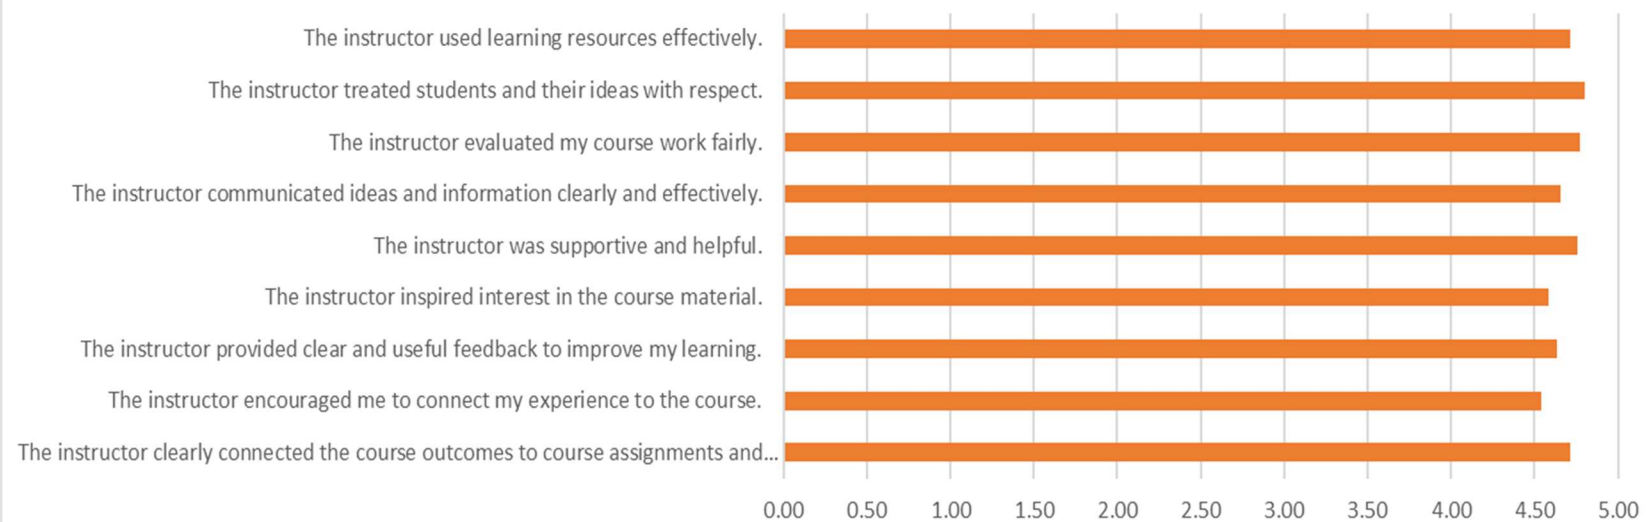 The instructor used learning resources effectively.
The instructor treated students and their ideas with respect.
The instructor evaluated my course work fairly.
The instructor communicated ideas and information clearly and effectively.
The instructor was supportive and helpful.
The instructor inspired interest in the course material.
The instructor provided clear and useful feedback to improve my learning.
The instructor encouraged me to connect my experience to the course.
The instructor clearly connected the course outcomes to course assignments and...
0.00 0.50 1.00 1.50 2.00 2.50 3.00 3.50 4.00 4.50 5.00